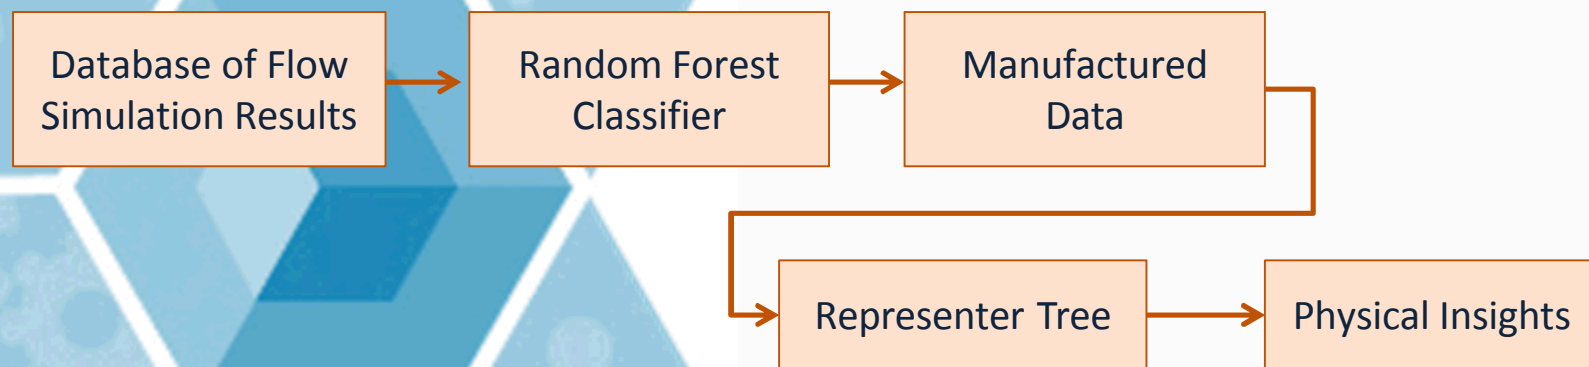 Database of Flow
Simulation Results
Random Forest
Classifier
Manufactured
Data
Representer Tree
Physical Insights